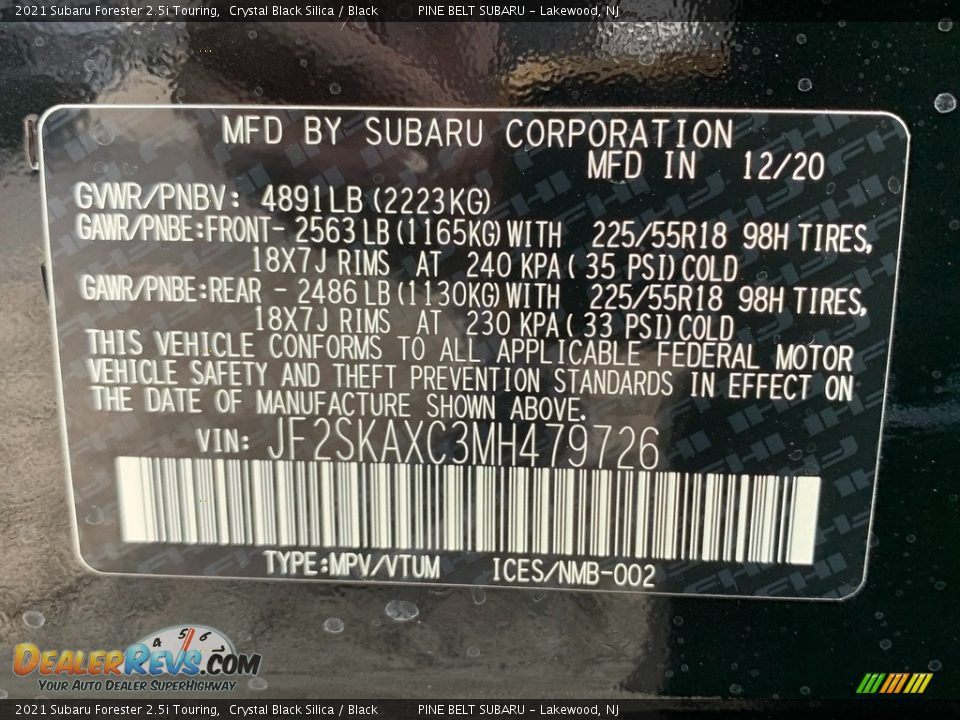 2021 Subaru Forester 2.5i Touring, Crystal Black Silica / Black PINE BELT SUBARU - Lakewood, NJ
MFD BY SUBARU CORPORATION
MFD IN 12/20
GVWR/PNBV: 4891LB (2223KG)
GAWR/PNBE:FRONT- 2563 LB (1165KG) WITH 225/55R18 98H TIRES,
18X7J RIMS AT 240 KPA( 35 PSI) COLD
GAWR/PNBE:REAR - 2486 LB (1130KG) WITH 225/55R18 98H TIRES,
18X7J RIMS AT 230 KPA( 33 PSI) COLD
THIS VEHICLE CONFORMS TO ALL APPLICABLE FEDERAL MOTOR
VEHICLE SAFETY AND THEFT PREVENTION STANDARDS IN EFFECT ON
THE DATE OF MANUFACTURE SHOWN ABOVE.
VIN: JF2SKAXC3MH479726
TYPE:MPV/VTUM ICES/NMB-002
4 5 6
DEALERREVS.COM
YOUR AUTO DEALER SUPERHIGHWAY
2021 Subaru Forester 2.5i Touring, Crystal Black Silica / Black PINE BELT SUBARU - Lakewood, NJ